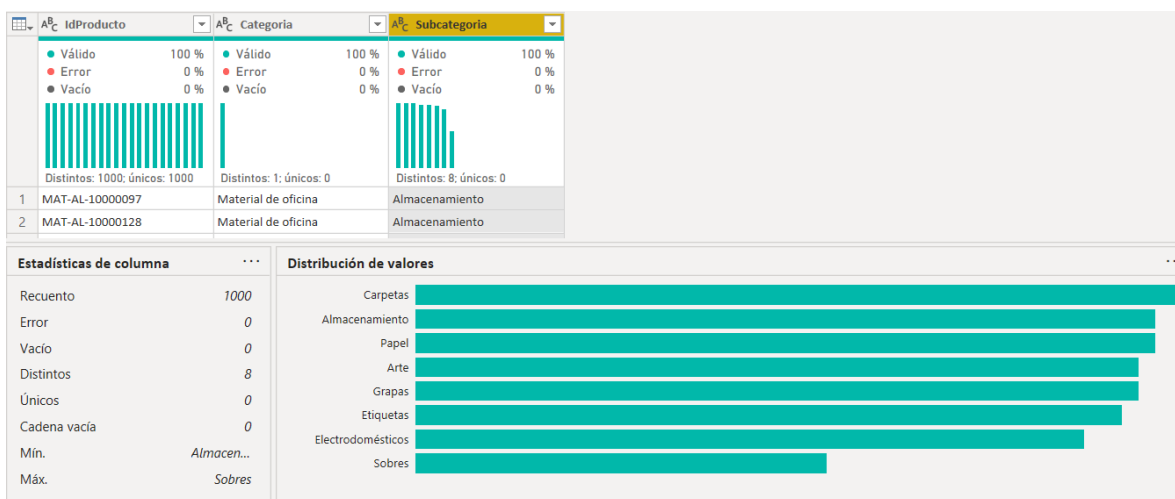 ABC IdProducto ABC Categoria ABC Subcategoria
Válido 100 % Válido 100 % Válido 100 %
Error 0 % Error 0 % Error 0 %
Vacío 0 % Vacío 0 % Vacío 0 %
Distintos: 1000; únicos: 1000 Distintos: 1; únicos: 0 Distintos: 8; únicos: 0
1 MAT-AL-10000097 Material de oficina Almacenamiento
2 MAT-AL-10000128 Material de oficina Almacenamiento
Estadísticas de columna ...
Recuento 1000
Error 0
Vacío 0
Distintos 8
Únicos 0
Cadena vacía 0
Mín. Almacen...
Máx. Sobres
Distribución de valores
Carpetas
Almacenamiento
Papel
Arte
Grapas
Etiquetas
Electrodomésticos
Sobres